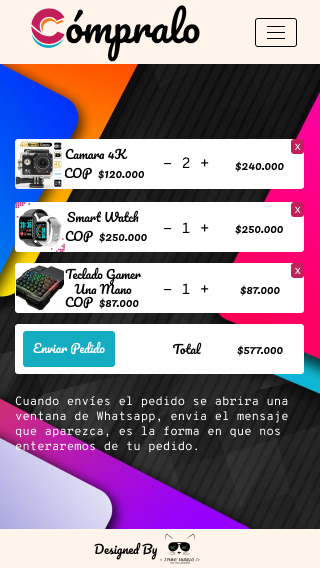 Cómpralo
Camara 4K
COP $120.000
− 2 +
$240.000
x
Smart Watch
COP $250.000
− 1 +
$250.000
x
Teclado Gamer
Una Mano
COP $87.000
− 1 +
$87.000
x
Enviar Pedido
Total
$577.000
Cuando envíes el pedido se abrira una
ventana de Whatsapp, envia el mensaje
que aparezca, es la forma en que nos
enteraremos de tu pedido.
Designed By